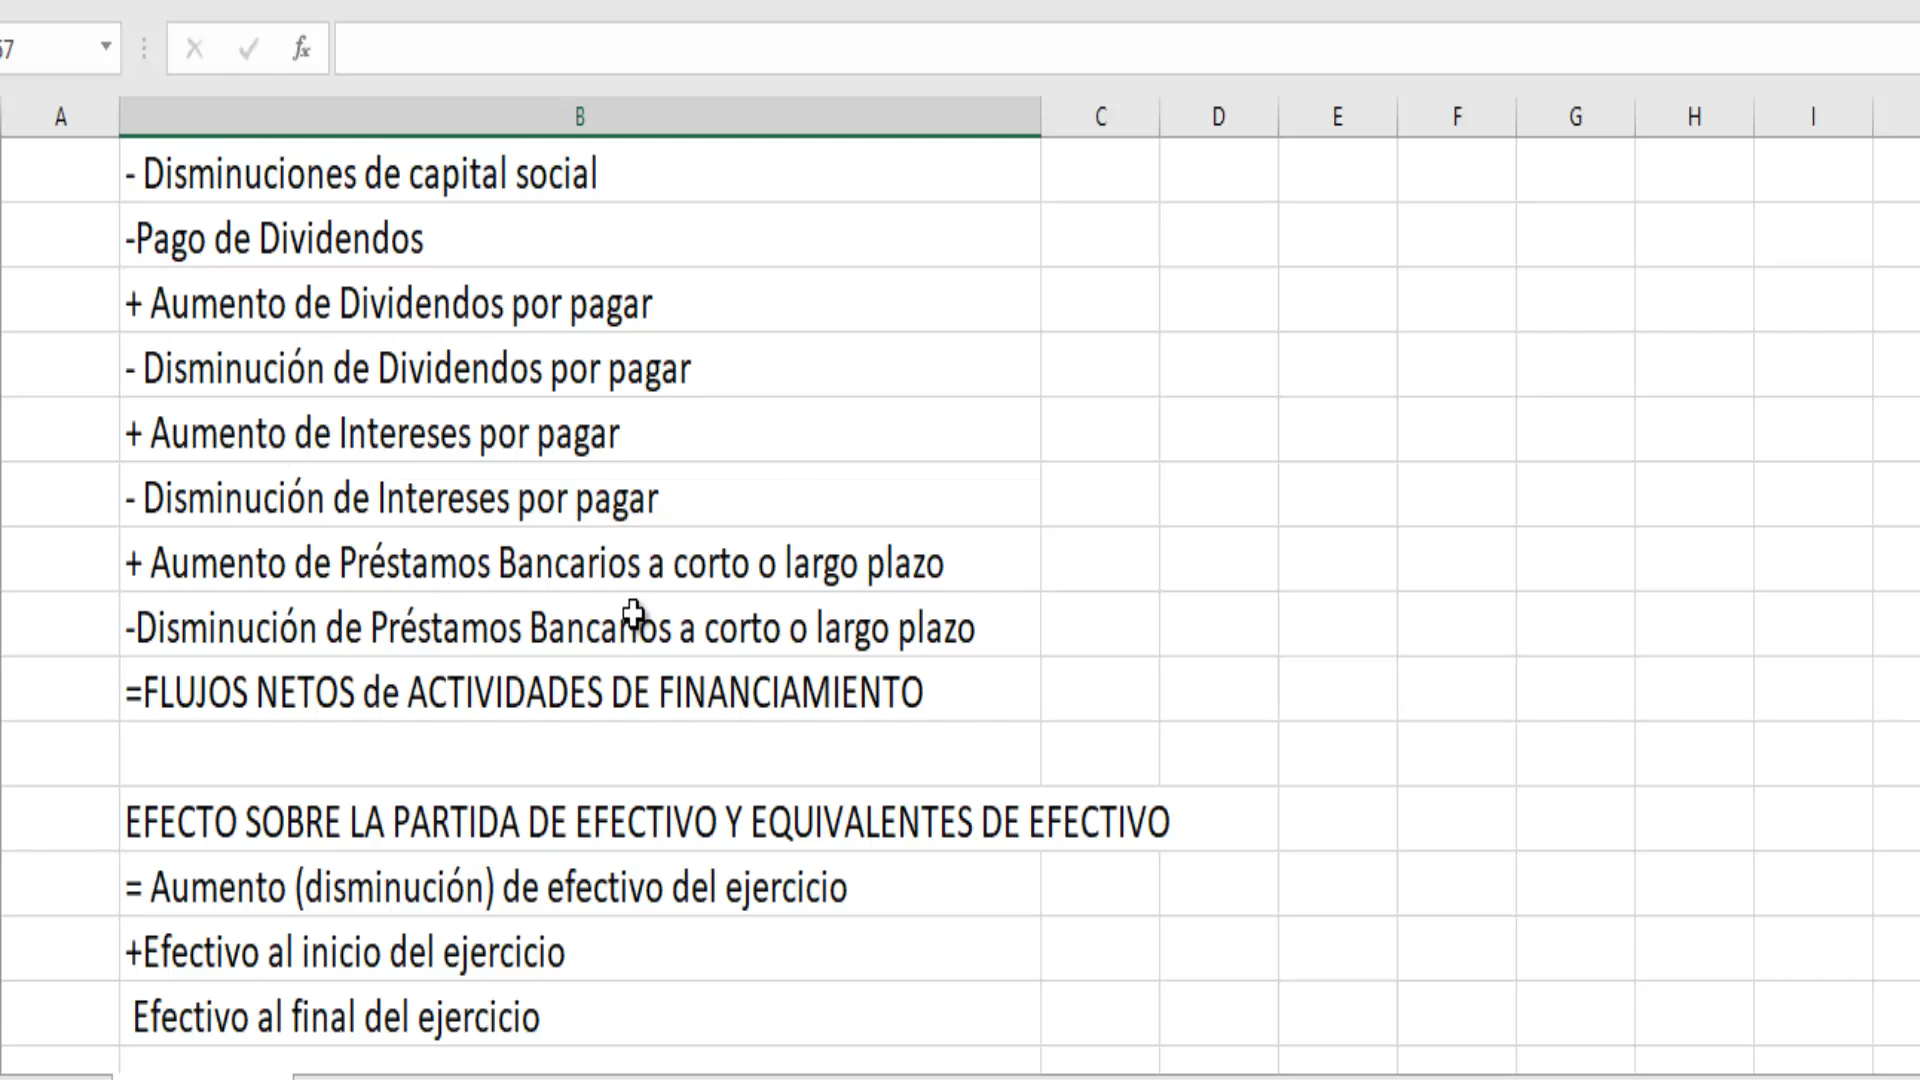 67
fx
A B C D E F G H I
- Disminuciones de capital social
-Pago de Dividendos
+ Aumento de Dividendos por pagar
- Disminución de Dividendos por pagar
+ Aumento de Intereses por pagar
- Disminución de Intereses por pagar
+ Aumento de Préstamos Bancarios a corto o largo plazo
-Disminución de Préstamos Bancarios a corto o largo plazo
=FLUJOS NETOS de ACTIVIDADES DE FINANCIAMIENTO
EFECTO SOBRE LA PARTIDA DE EFECTIVO Y EQUIVALENTES DE EFECTIVO
= Aumento (disminución) de efectivo del ejercicio
+Efectivo al inicio del ejercicio
Efectivo al final del ejercicio